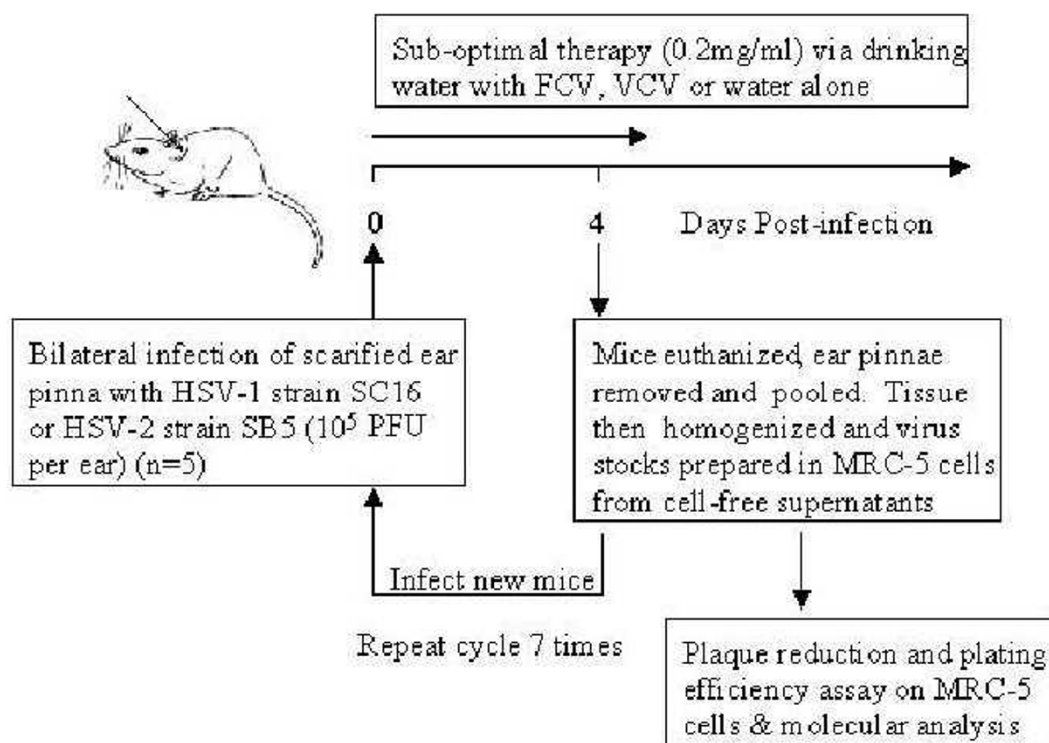 Sub-optimal therapy (0.2mg/ml) via drinking
water with FCV, VCV or water alone
0
4
Days Post-infection
Bilateral infection of scarified ear
pinna with HSV-1 strain SC16
or HSV-2 strain SB5 (10⁵ PFU
per ear) (n=5)
Mice euthanized, ear pinnae
removed and pooled. Tissue
then homogenized and virus
stocks prepared in MRC-5 cells
from cell-free supernatants
Infect new mice
Repeat cycle 7 times
Plaque reduction and plating
efficiency assay on MRC-5
cells & molecular analysis